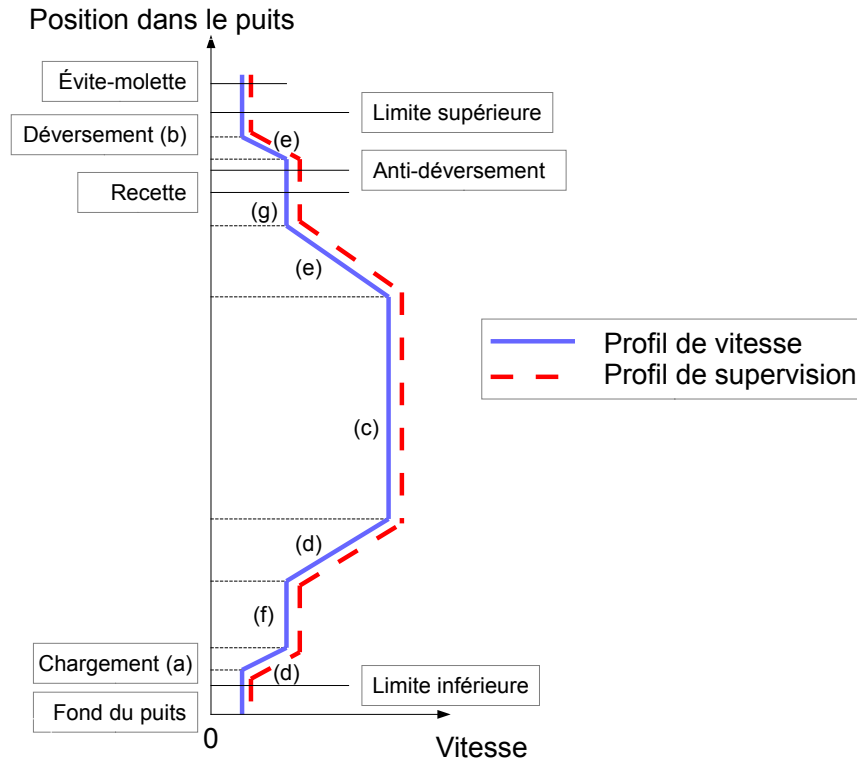 Position dans le puits
Évite-molette
Limite supérieure
Déversement (b)
(e)
Anti-déversement
Recette
(g)
(e)
Profil de vitesse
Profil de supervision
(c)
(d)
(f)
Chargement (a)
(d)
Limite inférieure
Fond du puits
0
Vitesse